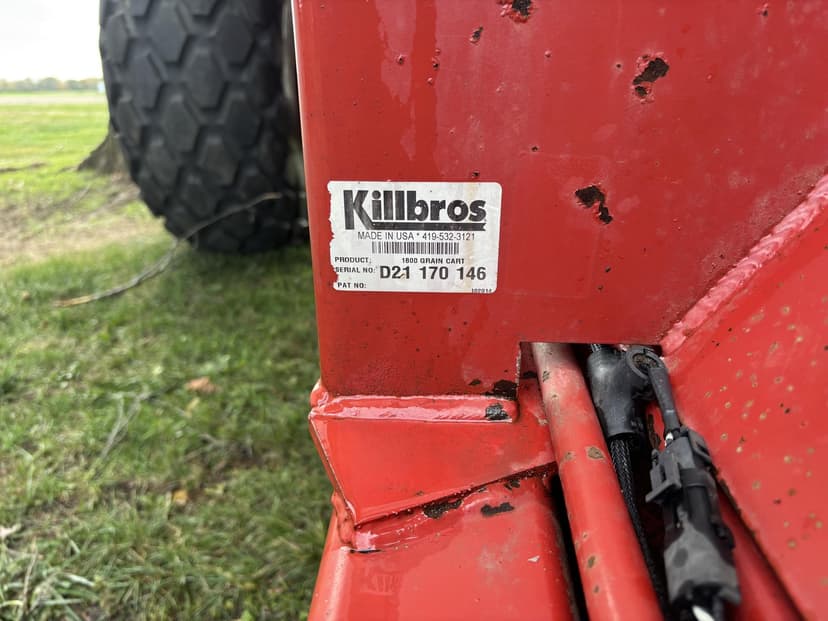 Killbros
MADE IN USA * 419-532-3121
PRODUCT: 1800 GRAIN CART
SERIAL NO: D21 170 146
PAT NO: